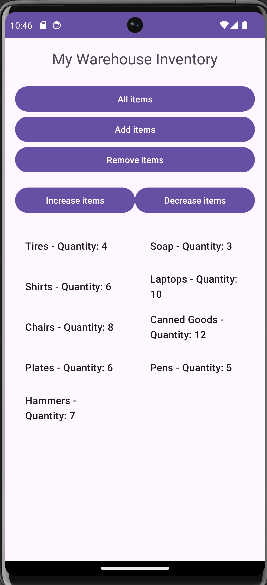 10:46
My Warehouse Inventory
All items
Add items
Remove items
Increase items Decrease items
Tires - Quantity: 4 Soap - Quantity: 3
Shirts - Quantity: 6 Laptops - Quantity:
10
Chairs - Quantity: 8 Canned Goods -
Quantity: 12
Plates - Quantity: 6 Pens - Quantity: 5
Hammers -
Quantity: 7